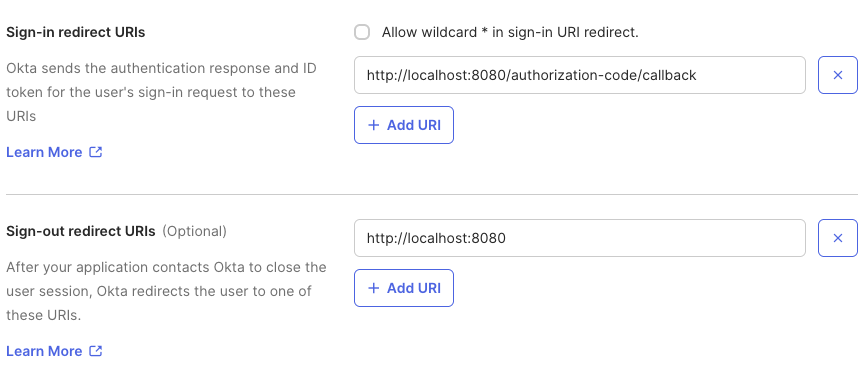 Sign-in redirect URIs
Allow wildcard * in sign-in URI redirect.
Okta sends the authentication response and ID
token for the user's sign-in request to these
URIs
http://localhost:8080/authorization-code/callback
+ Add URI
Learn More
Sign-out redirect URIs (Optional)
http://localhost:8080
After your application contacts Okta to close the
user session, Okta redirects the user to one of
these URIs.
+ Add URI
Learn More